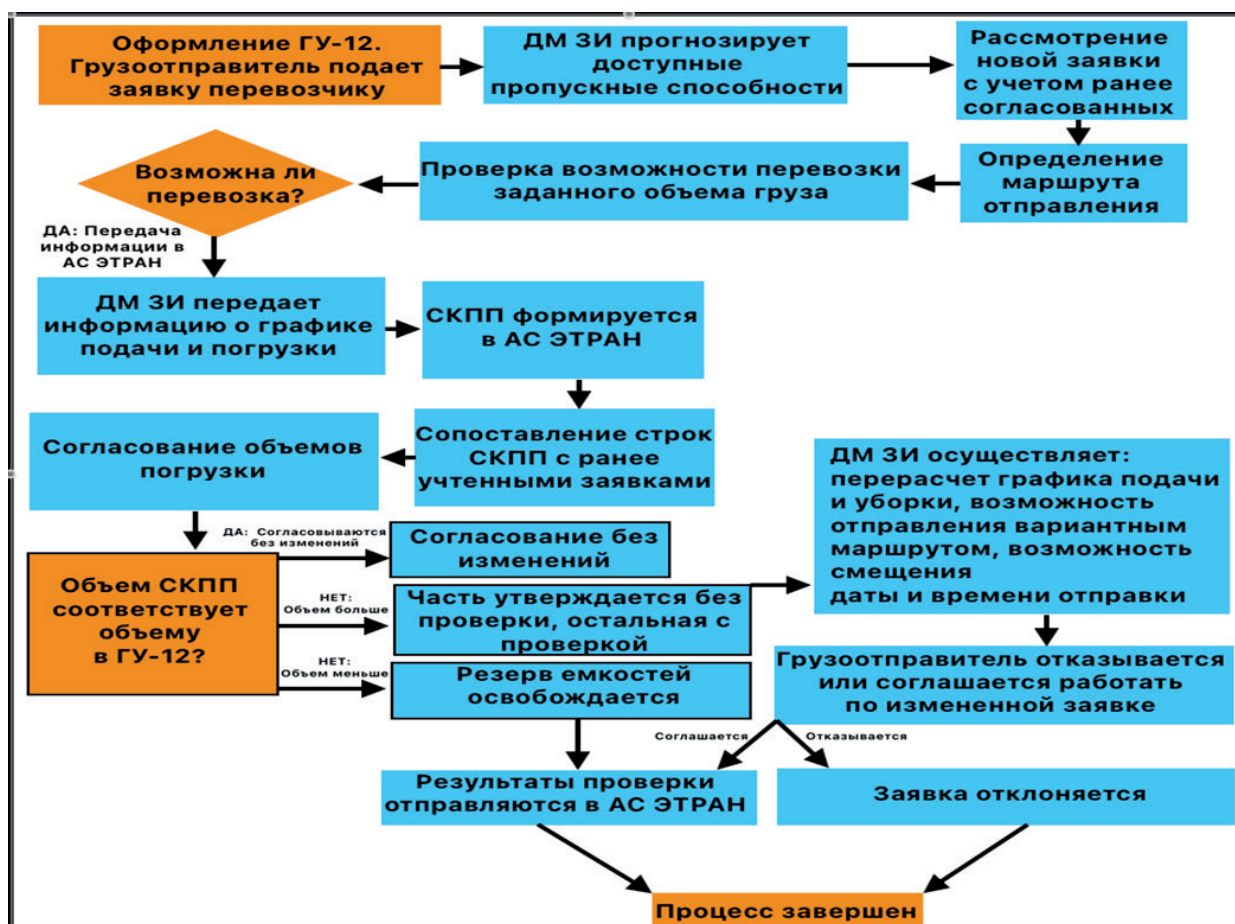 Оформление ГУ-12.
Грузоотправитель подает
заявку перевозчику
ДМ ЗИ прогнозирует
доступные
пропускные способности
Рассмотрение
новой заявки
с учетом ранее
согласованных
Возможна ли
перевозка?
Проверка возможности перевозки
заданного объема груза
Определение
маршрута
отправления
ДА: Передача
информации в
АС ЭТРАН
ДМ ЗИ передает
информацию о графике
подачи и погрузки
СКПП формируется
в АС ЭТРАН
Согласование объемов
погрузки
Сопоставление строк
СКПП с ранее
учтенными заявками
ДМ ЗИ осуществляет:
перерасчет графика подачи
и уборки, возможность
отправления вариантным
маршрутом, возможность
смещения
даты и времени отправки
ДА: Согласовываются
без изменений
Согласование без
изменений
Объем СКПП
соответствует
объему
в ГУ-12?
НЕТ:
Объем больше
Часть утверждается без
проверки, остальная с
проверкой
НЕТ:
Объем меньше
Резерв емкостей
освобождается
Грузоотправитель отказывается
или соглашается работать
по измененной заявке
Соглашается
Отказывается
Результаты проверки
отправляются в АС ЭТРАН
Заявка отклоняется
Процесс завершен